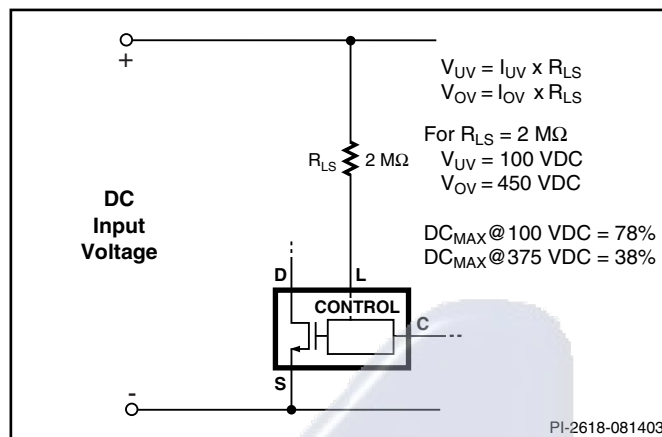 +
V_UV = I_UV x R_LS
V_OV = I_OV x R_LS
For R_LS = 2 MΩ
V_UV = 100 VDC
V_OV = 450 VDC
R_LS 2 MΩ
DC
Input
Voltage
DC_MAX@100 VDC = 78%
DC_MAX@375 VDC = 38%
D L
CONTROL
C
S
-
PI-2618-081403